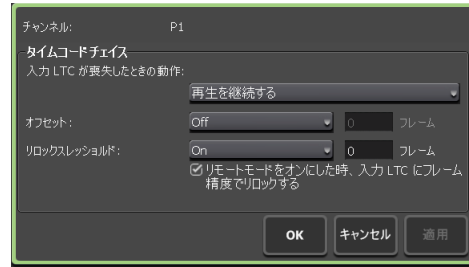 チャンネル: P1
タイムコードチェイス
入力 LTC が喪失したときの動作:
再生を継続する
オフセット: Off 0 フレーム
リロックスレッショルド: On 0 フレーム
リモートモードをオンにした時、入力 LTC にフレーム
精度でリロックする
OK キャンセル 適用